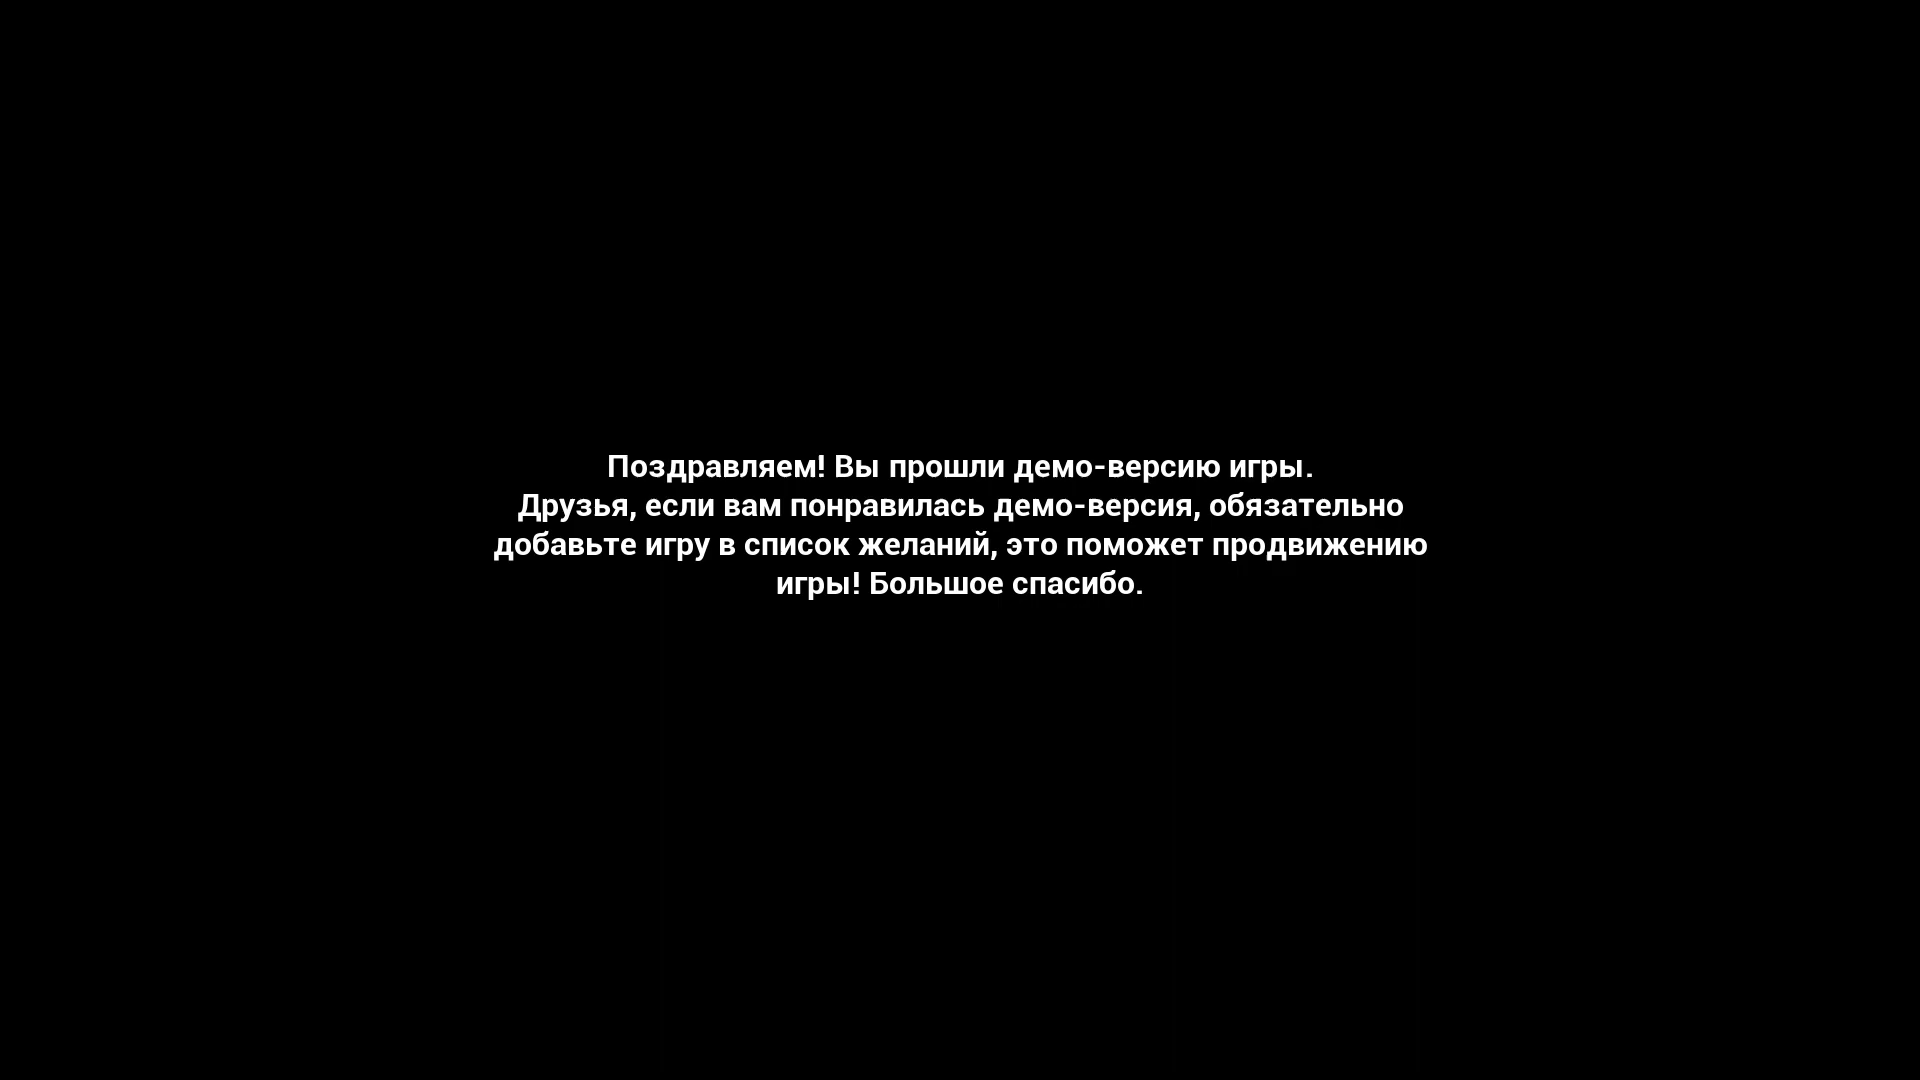 Поздравляем! Вы прошли демо-версию игры.
Друзья, если вам понравилась демо-версия, обязательно
добавьте игру в список желаний, это поможет продвижению
игры! Большое спасибо.